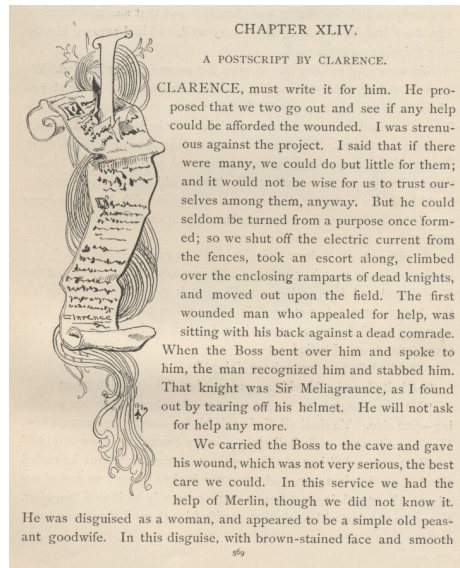 CHAPTER XLIV.
A POSTSCRIPT BY CLARENCE.
I
CLARENCE, must write it for him. He pro-
posed that we two go out and see if any help
could be afforded the wounded. I was strenu-
ous against the project. I said that if there
were many, we could do but little for them;
and it would not be wise for us to trust our-
selves among them, anyway. But he could
seldom be turned from a purpose once form-
ed; so we shut off the electric current from
the fences, took an escort along, climbed
over the enclosing ramparts of dead knights,
and moved out upon the field. The first
wounded man who appealed for help, was
sitting with his back against a dead comrade.
When the Boss bent over him and spoke to
him, the man recognized him and stabbed him.
That knight was Sir Meliagraunce, as I found
out by tearing off his helmet. He will not ask
for help any more.
We carried the Boss to the cave and gave
his wound, which was not very serious, the best
care we could. In this service we had the
help of Merlin, though we did not know it.
He was disguised as a woman, and appeared to be a simple old peas-
ant goodwife. In this disguise, with brown-stained face and smooth
569
Clarence